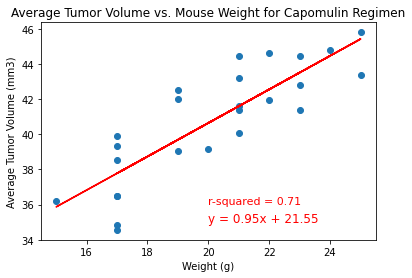 Average Tumor Volume vs. Mouse Weight for Capomulin Regimen
Average Tumor Volume (mm3)
46
44
42
40
38
36
34
r-squared = 0.71
y = 0.95x + 21.55
16 18 20 22 24
Weight (g)